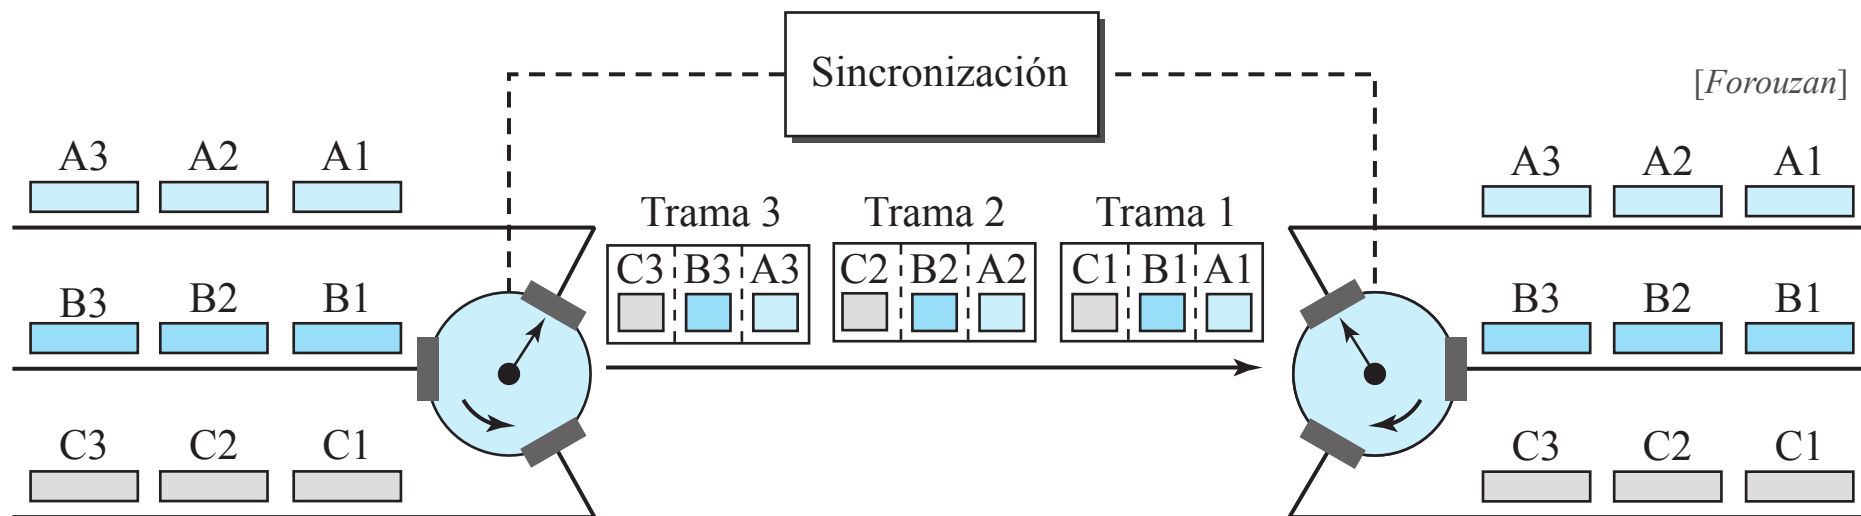 Sincronización
[Forouzan]
A3 A2 A1
Trama 3 Trama 2 Trama 1
A3 A2 A1
C3 B3 A3 C2 B2 A2 C1 B1 A1
B3 B2 B1
B3 B2 B1
C3 C2 C1
C3 C2 C1